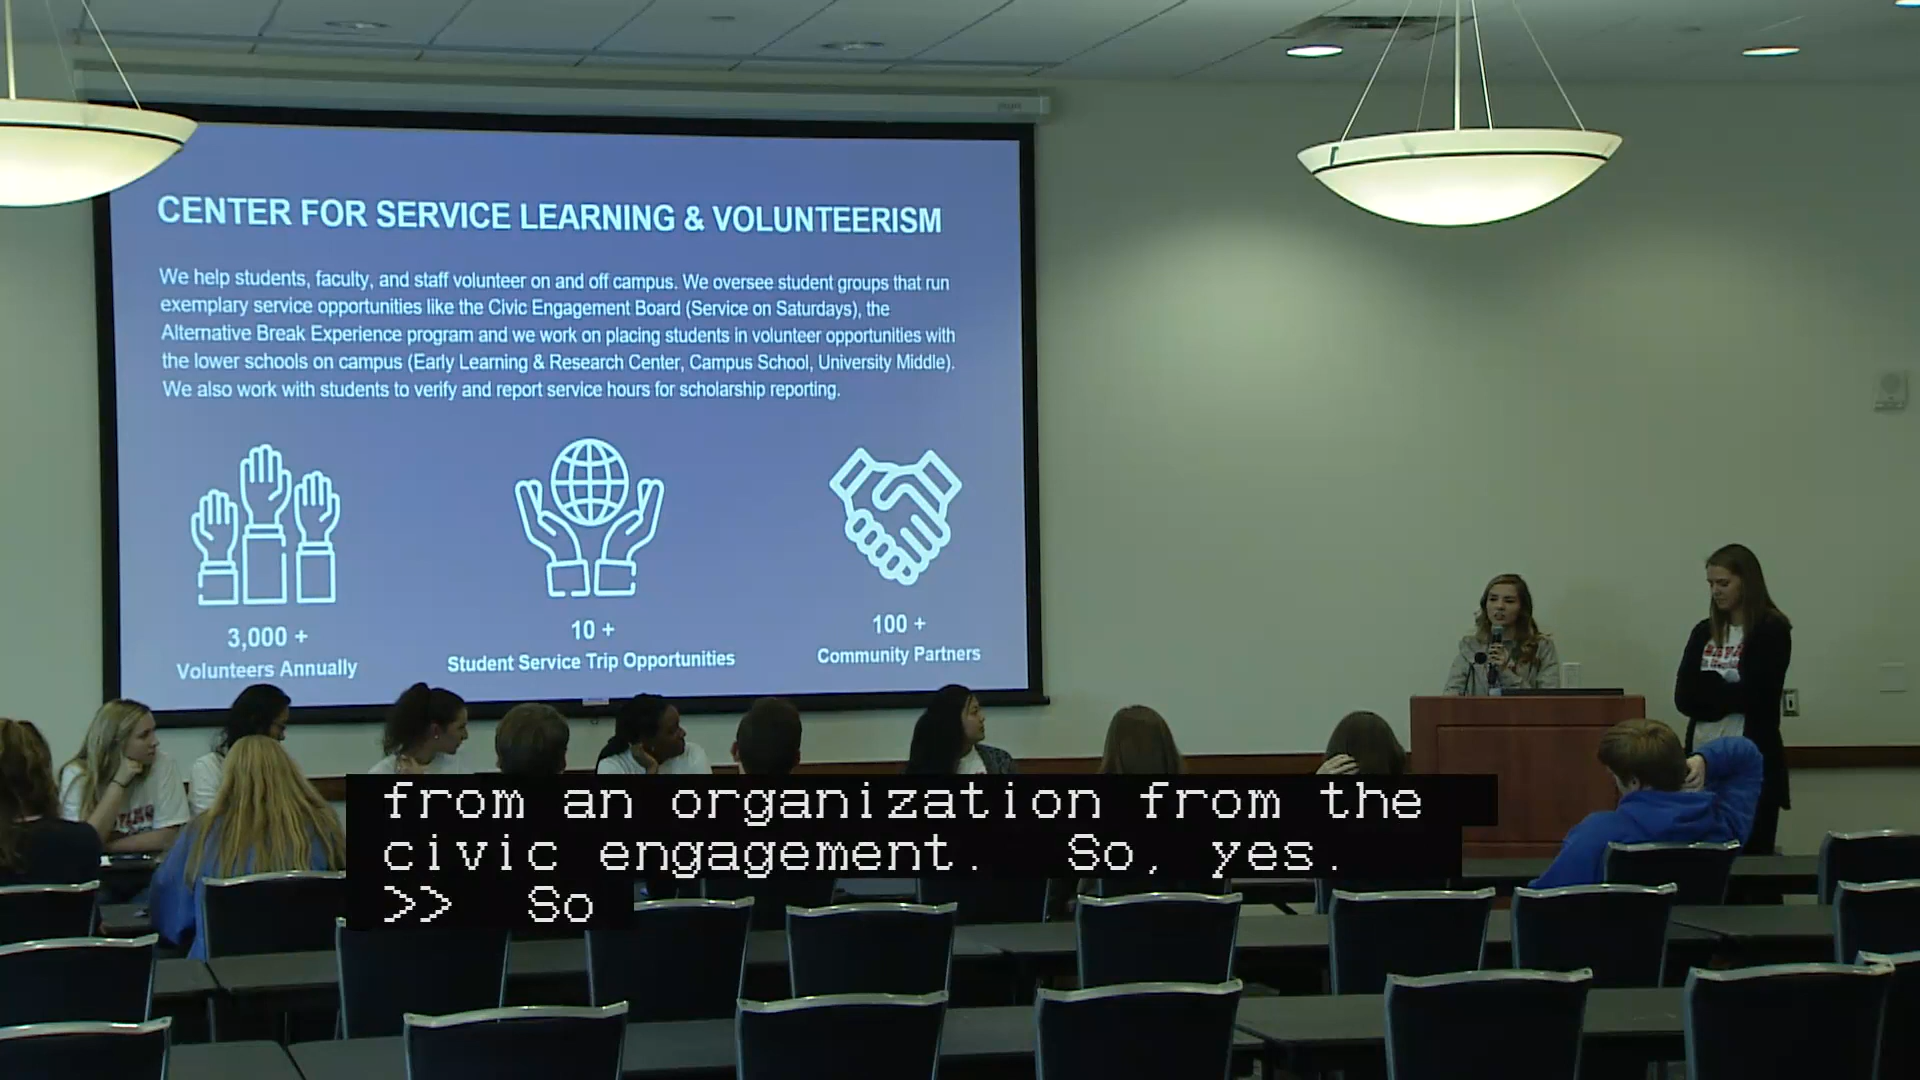 CENTER FOR SERVICE LEARNING & VOLUNTEERISM
We help students, faculty, and staff volunteer on and off campus. We oversee student groups that run
exemplary service opportunities like the Civic Engagement Board (Service on Saturdays), the
Alternative Break Experience program and we work on placing students in volunteer opportunities with
the lower schools on campus (Early Learning & Research Center, Campus School, University Middle).
We also work with students to verify and report service hours for scholarship reporting.
3,000 +
Volunteers Annually
10 +
Student Service Trip Opportunities
100 +
Community Partners
from an organization from the
civic engagement. So, yes.
>> So